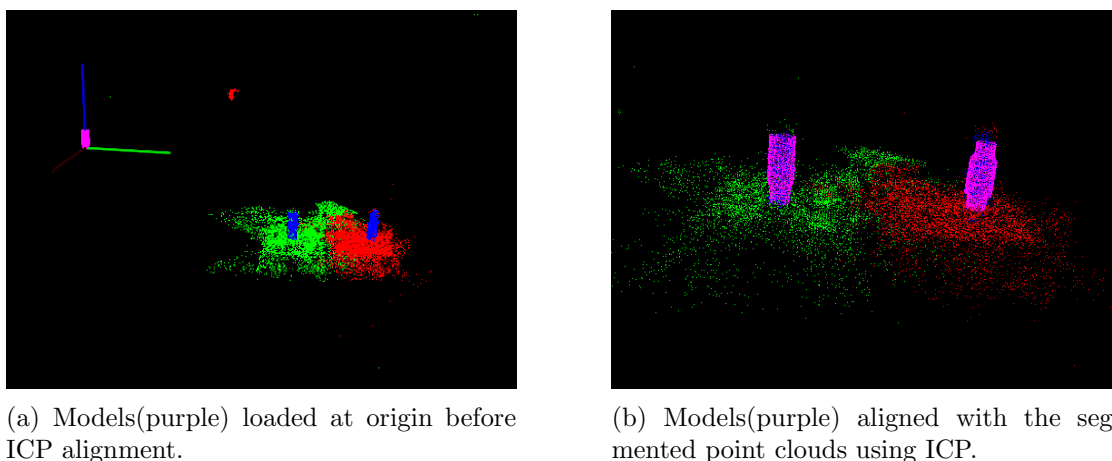 (a) Models(purple) loaded at origin before
ICP alignment.
(b) Models(purple) aligned with the seg
mented point clouds using ICP.